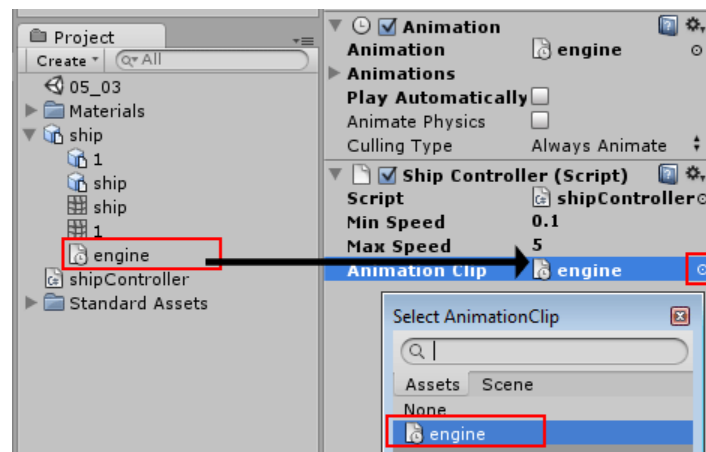 Project
Create
All
05_03
Materials
ship
1
ship
ship
1
engine
shipController
Standard Assets
Animation
Animation engine
Animations
Play Automatically
Animate Physics
Culling Type Always Animate
Ship Controller (Script)
Script shipController
Min Speed 0.1
Max Speed 5
Animation Clip engine
Select AnimationClip
Assets Scene
None
engine